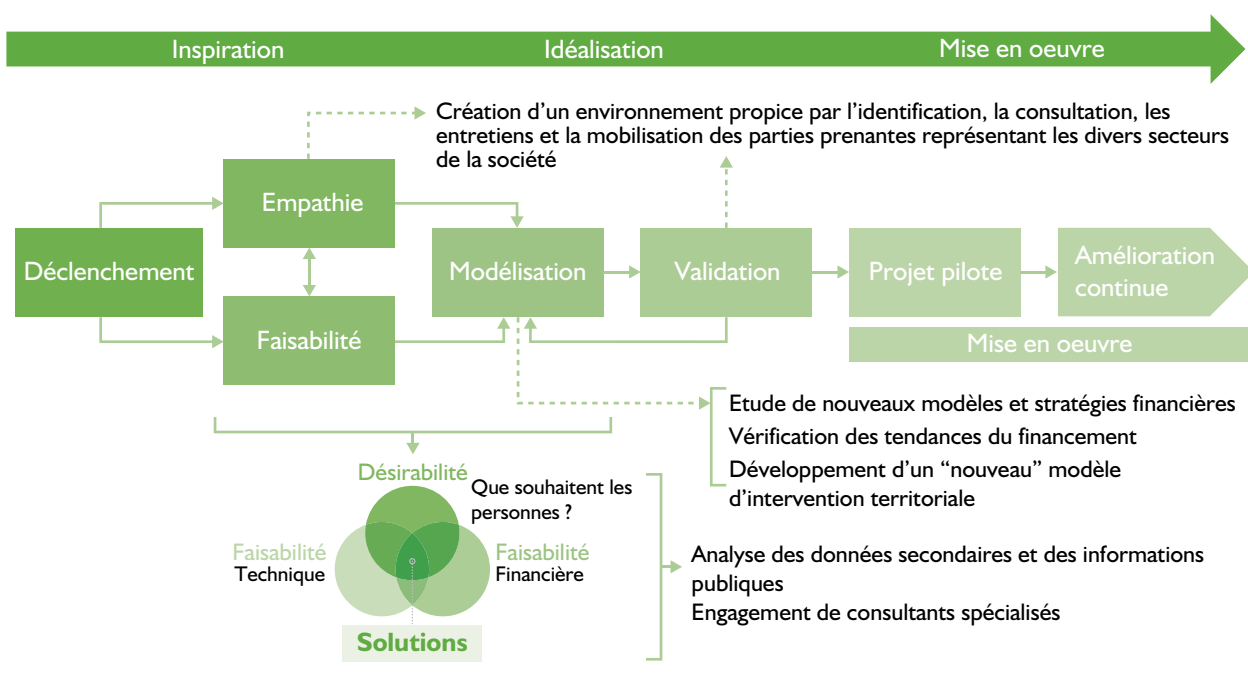 Inspiration
Idéalisation
Mise en oeuvre
Création d’un environnement propice par l’identification, la consultation, les
entretiens et la mobilisation des parties prenantes représentant les divers secteurs
de la société
Empathie
Déclenchement
Modélisation
Validation
Projet pilote
Amélioration
continue
Faisabilité
Mise en oeuvre
Etude de nouveaux modèles et stratégies financières
Vérification des tendances du financement
Développement d’un “nouveau” modèle
d’intervention territoriale
Désirabilité
Que souhaitent les
personnes ?
Faisabilité
Technique
Faisabilité
Financière
Solutions
Analyse des données secondaires et des informations
publiques
Engagement de consultants spécialisés